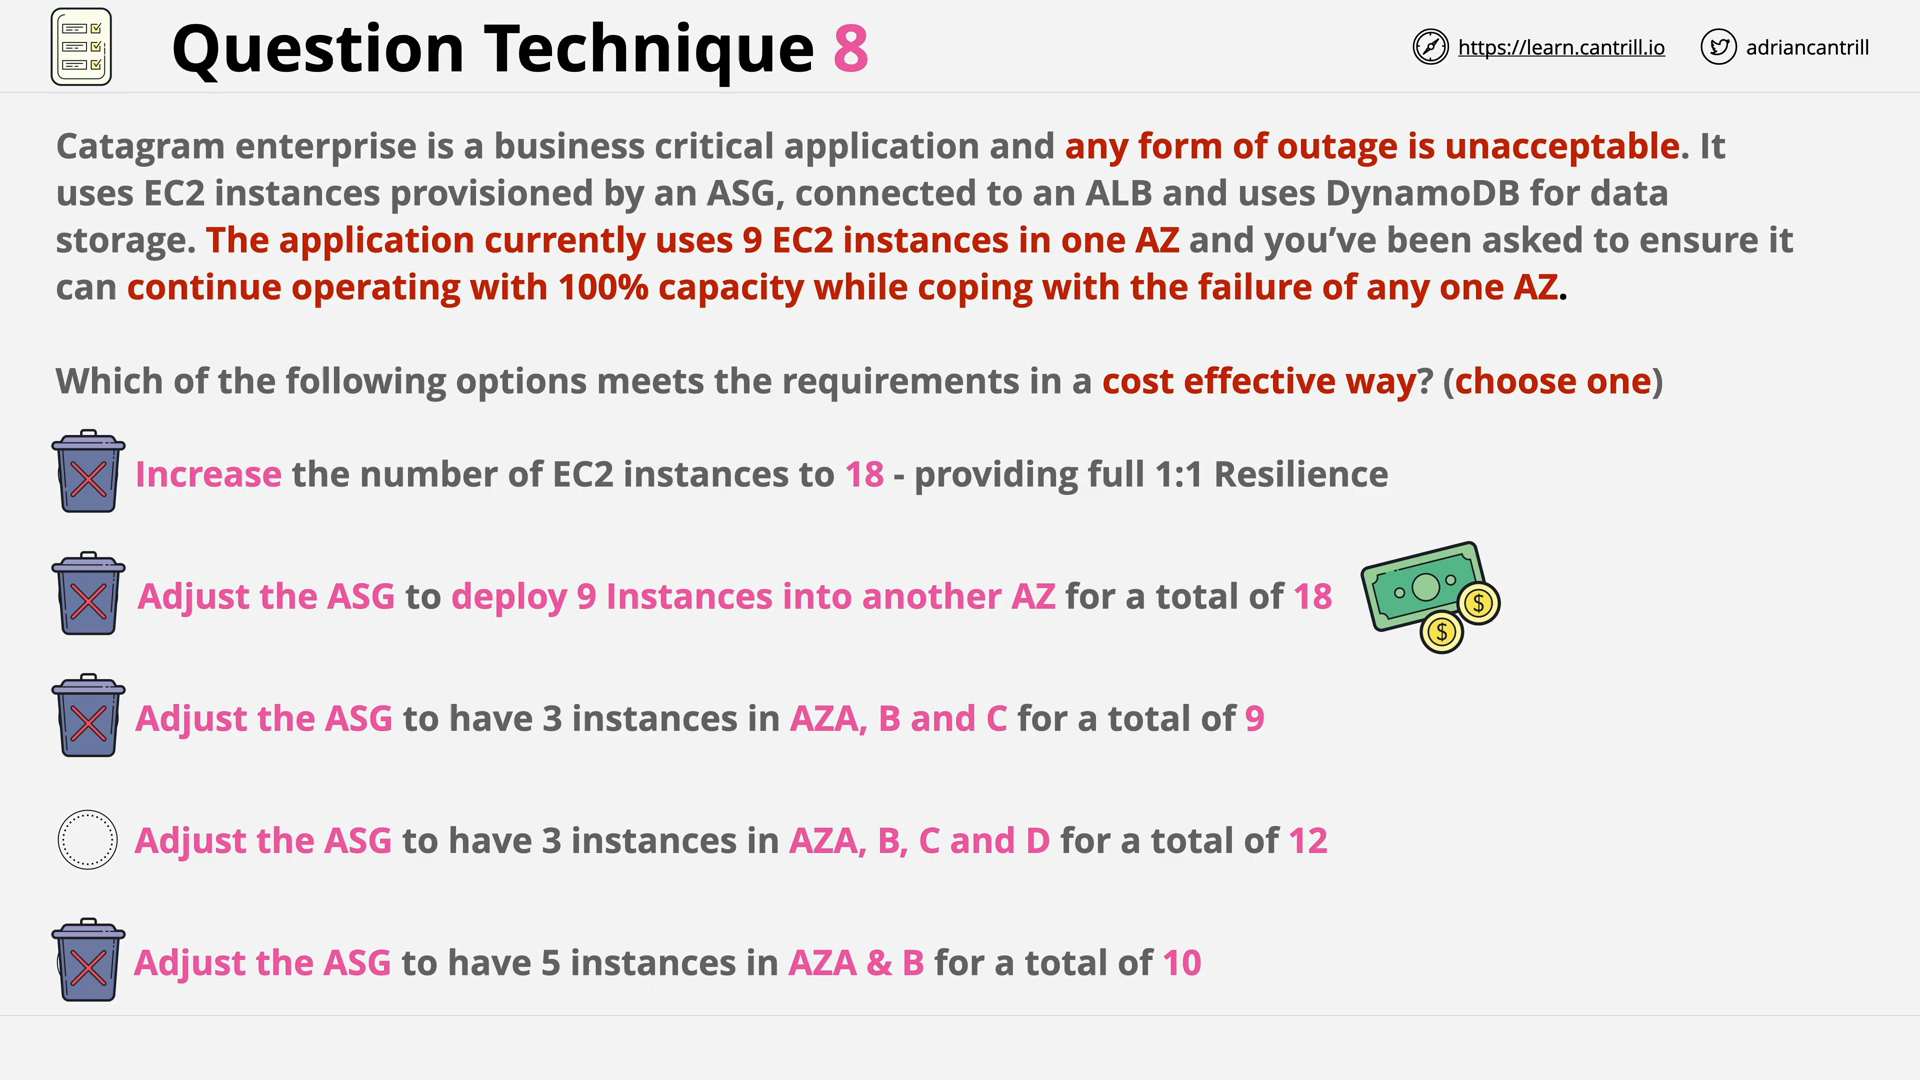 Question Technique 8
https://learn.cantrill.io
adriancantrill
Catagram enterprise is a business critical application and any form of outage is unacceptable. It
uses EC2 instances provisioned by an ASG, connected to an ALB and uses DynamoDB for data
storage. The application currently uses 9 EC2 instances in one AZ and you’ve been asked to ensure it
can continue operating with 100% capacity while coping with the failure of any one AZ.
Which of the following options meets the requirements in a cost effective way? (choose one)
Increase the number of EC2 instances to 18 - providing full 1:1 Resilience
Adjust the ASG to deploy 9 Instances into another AZ for a total of 18
$
$
Adjust the ASG to have 3 instances in AZA, B and C for a total of 9
Adjust the ASG to have 3 instances in AZA, B, C and D for a total of 12
Adjust the ASG to have 5 instances in AZA & B for a total of 10